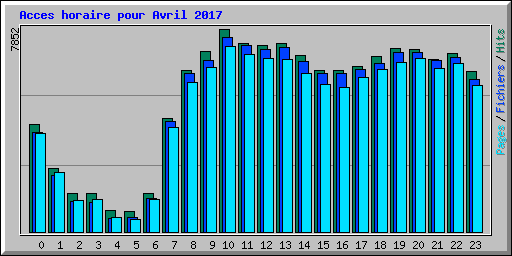 Acces horaire pour Avril 2017
7852
Pages / Fichiers / Hits
0 1 2 3 4 5 6 7 8 9 10 11 12 13 14 15 16 17 18 19 20 21 22 23